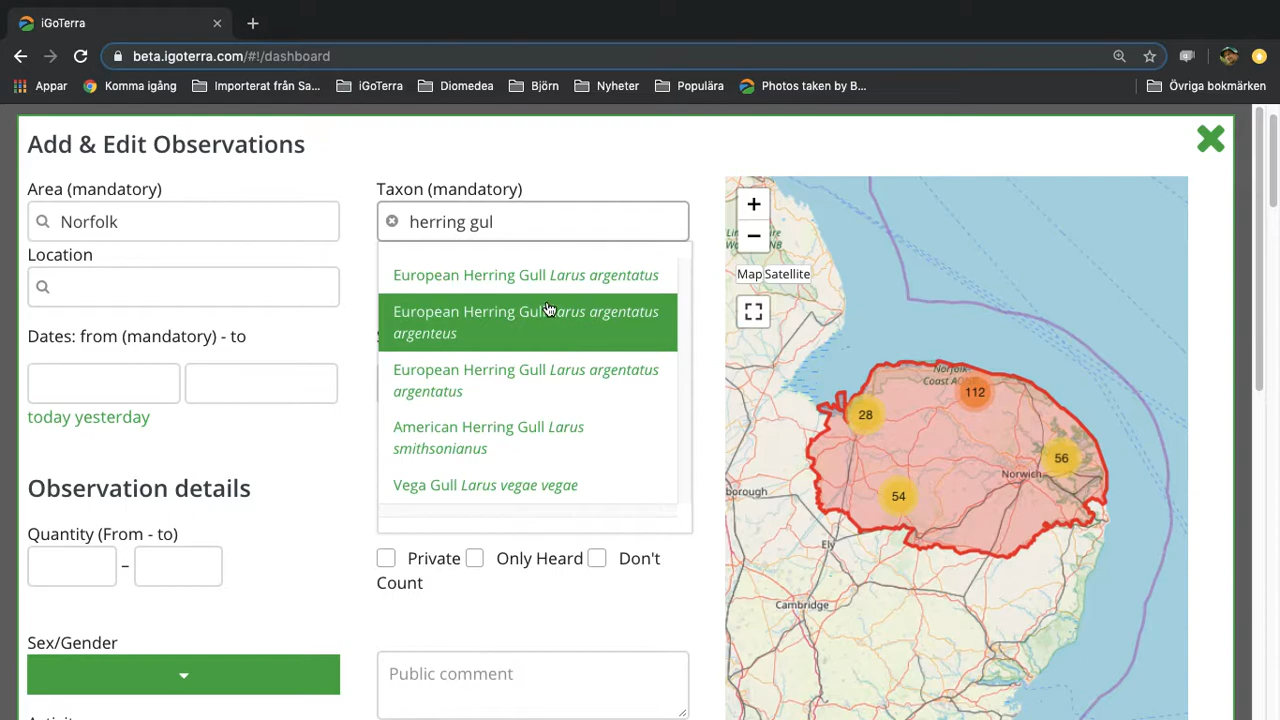 iGoTerra
beta.igoterra.com/#!/dashboard
Appar
Komma igång
Importerat från Sa...
iGoTerra
Diomedea
Björn
Nyheter
Populära
Photos taken by B...
Övriga bokmärken
Add & Edit Observations
Area (mandatory)
Norfolk
Location
Dates: from (mandatory) - to
today yesterday
Observation details
Quantity (From - to)
–
Sex/Gender
Taxon (mandatory)
herring gul
European Herring Gull Larus argentatus
European Herring Gull Larus argentatus
argenteus
European Herring Gull Larus argentatus
argentatus
American Herring Gull Larus
smithsonianus
Vega Gull Larus vegae vegae
Private
Only Heard
Don't
Count
Public comment
+
−
Map Satellite
Norfolk
112
28
56
54
Norwich
Ely
Cambridge
borough